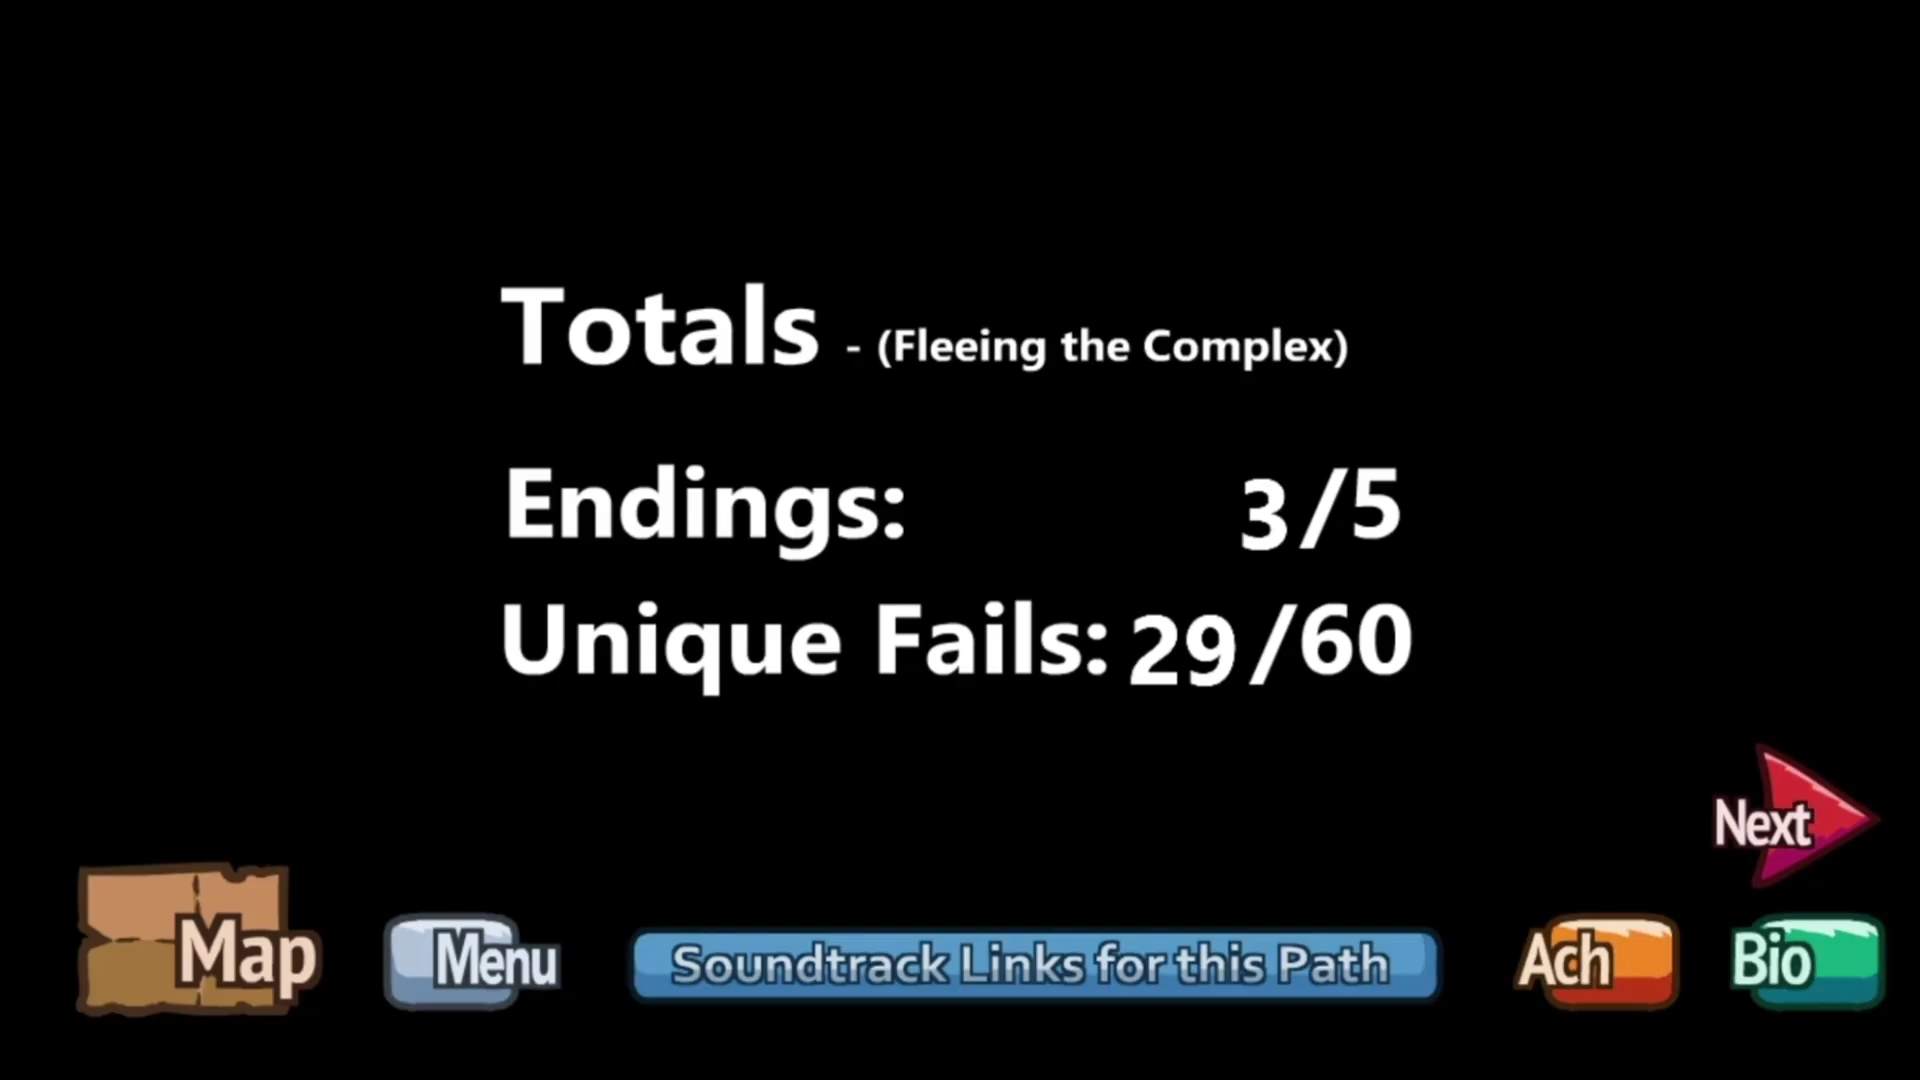 Totals - (Fleeing the Complex)
Endings: 3/5
Unique Fails: 29/60
Next
Map
Menu
Soundtrack Links for this Path
Ach
Bio